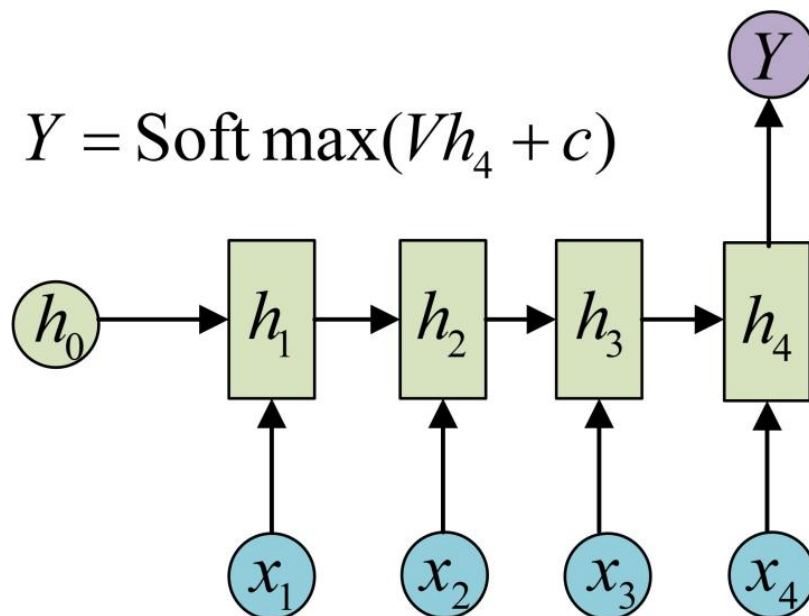 Y
Y = Soft max(Vh₄ + c)
h₀ h₁ h₂ h₃ h₄
x₁ x₂ x₃ x₄